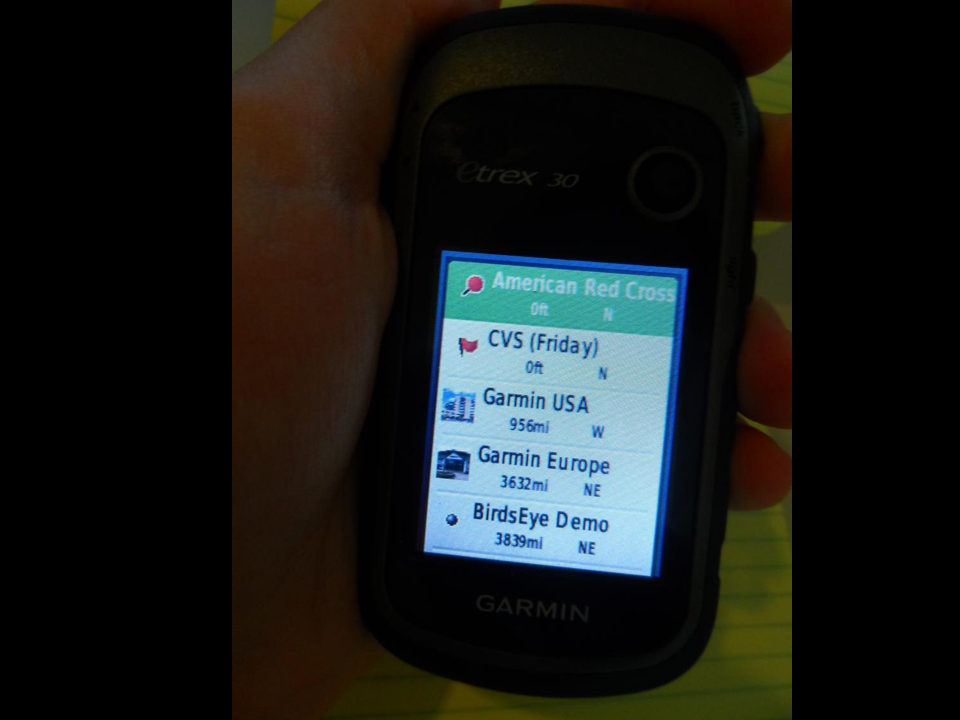 etrex 30
American Red Cross
0ft N
CVS (Friday)
0ft N
Garmin USA
956mi W
Garmin Europe
3632mi NE
BirdsEye Demo
3839mi NE
GARMIN